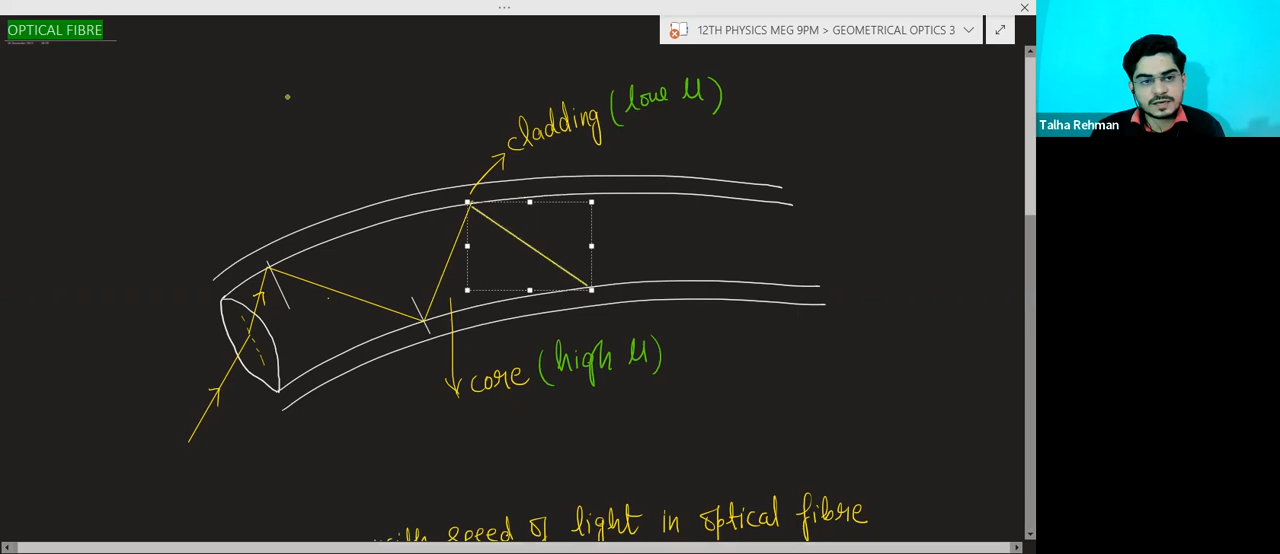 OPTICAL FIBRE
12TH PHYSICS MEG 9PM > GEOMETRICAL OPTICS 3
cladding (low μ)
Talha Rehman
core (high μ)
with speed of light in optical fibre